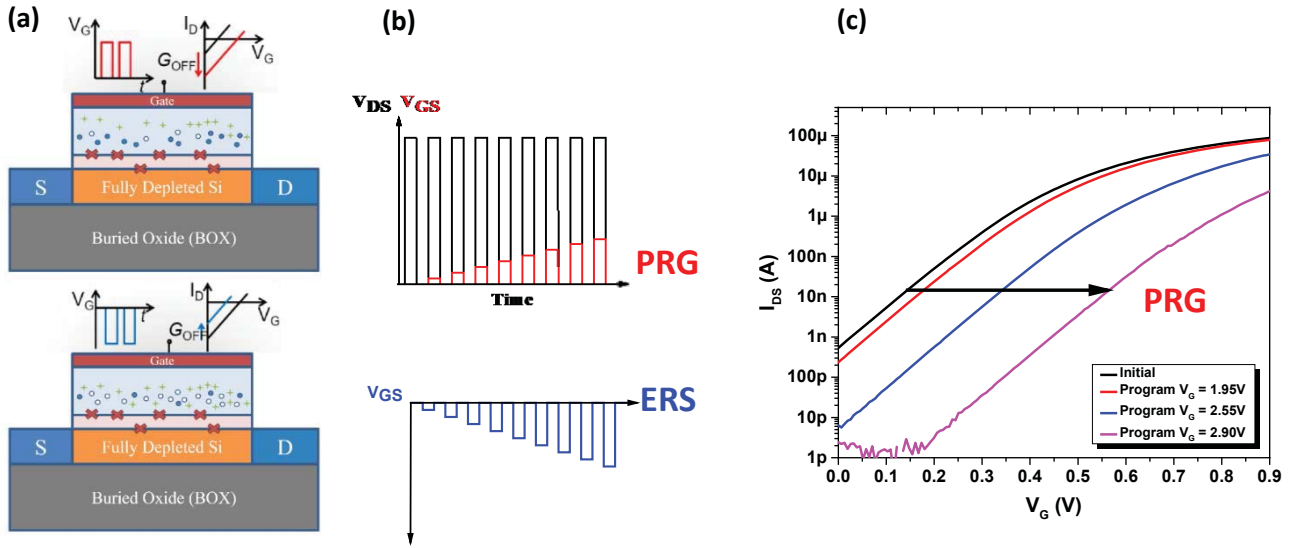 (a)
V_G
I_D
t
G_OFF
V_G
Gate
S
Fully Depleted Si
D
Buried Oxide (BOX)
V_G
t
I_D
G_OFF
V_G
Gate
S
Fully Depleted Si
D
Buried Oxide (BOX)
(b)
V_DS V_GS
PRG
Time
V_GS
ERS
(c)
I_DS (A)
100µ
10µ
1µ
100n
10n
1n
100p
10p
1p
PRG
Initial
Program V_G = 1.95V
Program V_G = 2.55V
Program V_G = 2.90V
0.0 0.1 0.2 0.3 0.4 0.5 0.6 0.7 0.8 0.9
V_G (V)